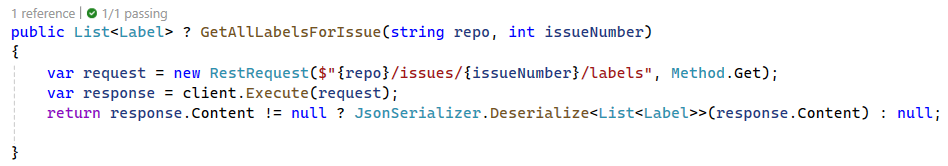 1 reference | 1/1 passing
public List<Label> ? GetAllLabelsForIssue(string repo, int issueNumber)
{
    var request = new RestRequest($"{repo}/issues/{issueNumber}/labels", Method.Get);
    var response = client.Execute(request);
    return response.Content != null ? JsonSerializer.Deserialize<List<Label>>(response.Content) : null;
}